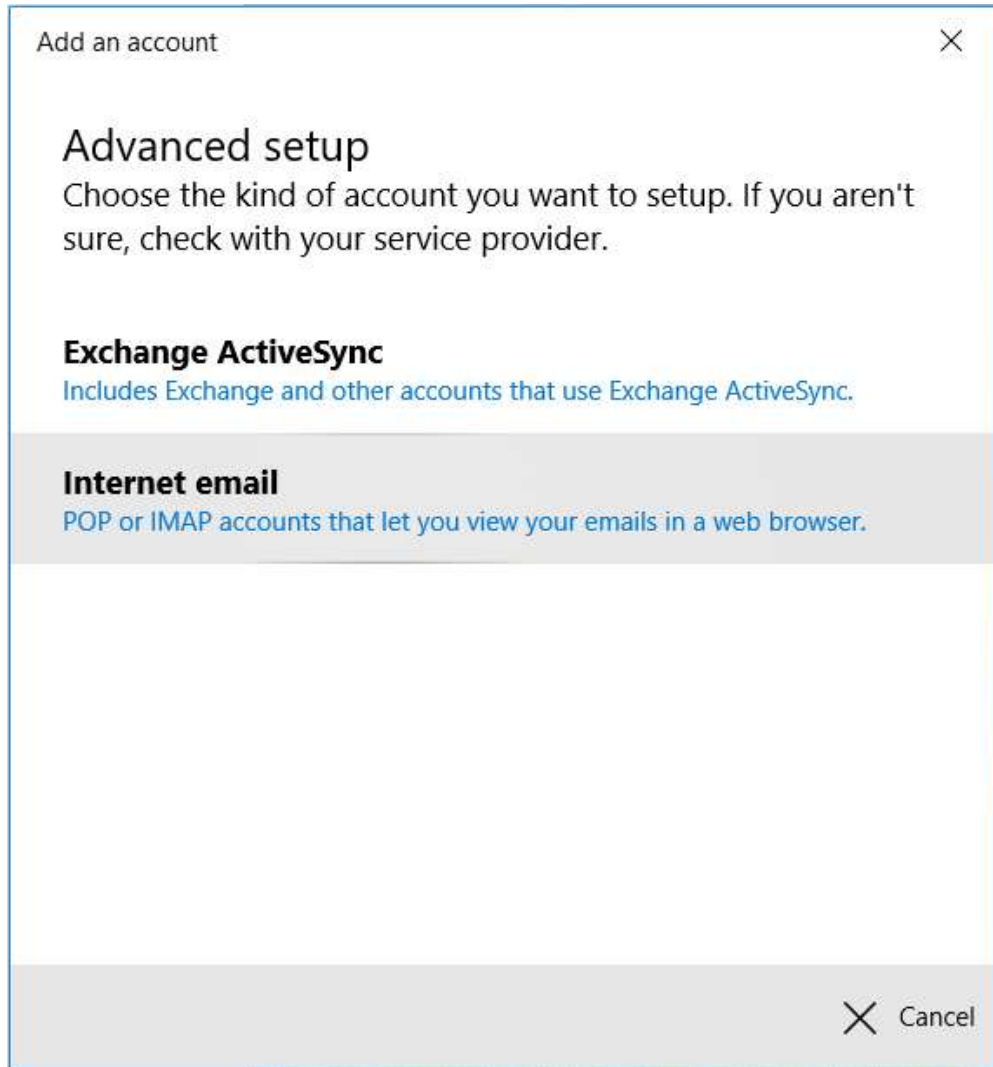 Add an account
Advanced setup
Choose the kind of account you want to setup. If you aren't
sure, check with your service provider.
Exchange ActiveSync
Includes Exchange and other accounts that use Exchange ActiveSync.
Internet email
POP or IMAP accounts that let you view your emails in a web browser.
Cancel